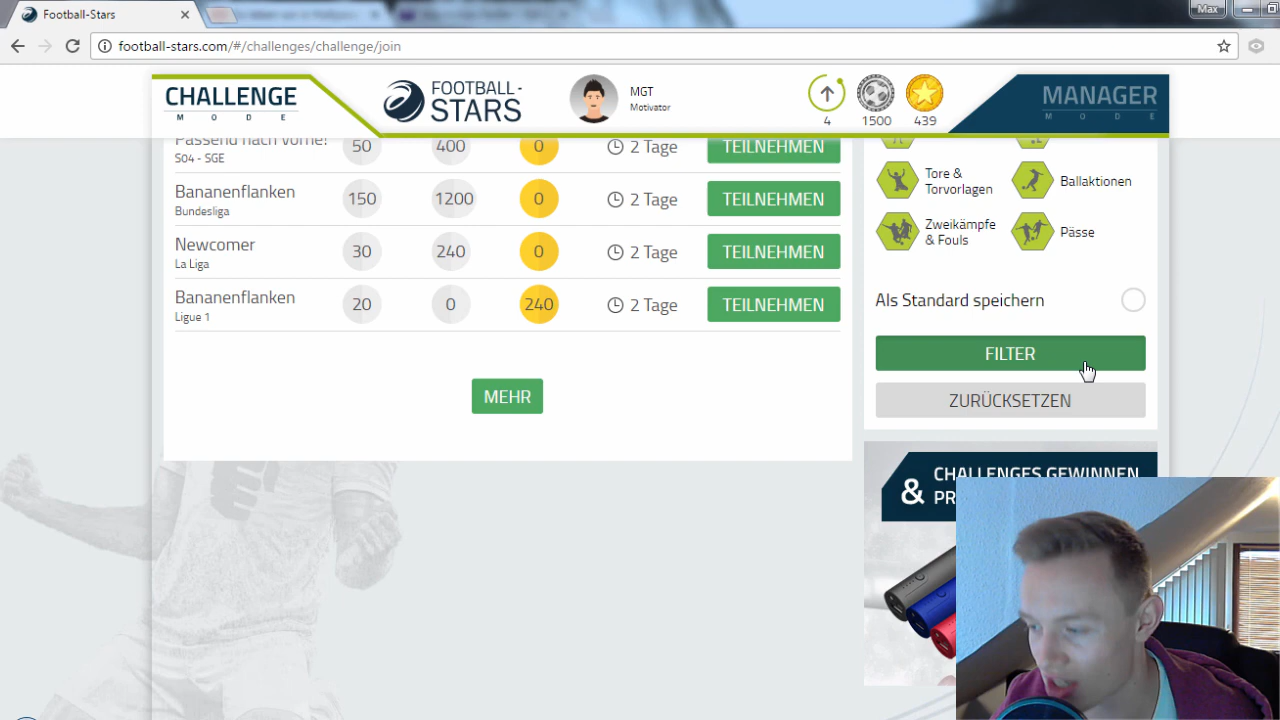 Football-Stars
Max
football-stars.com/#/challenges/challenge/join
CHALLENGE
MODE
FOOTBALL-
STARS
MGT
Motivator
4
1500
439
MANAGER
MODE
Passend nach vorne!
S04 - SGE
50
400
0
2 Tage
TEILNEHMEN
Bananenflanken
Bundesliga
150
1200
0
2 Tage
TEILNEHMEN
Newcomer
La Liga
30
240
0
2 Tage
TEILNEHMEN
Bananenflanken
Ligue 1
20
0
240
2 Tage
TEILNEHMEN
MEHR
Tore &
Torvorlagen
Ballaktionen
Zweikämpfe
& Fouls
Pässe
Als Standard speichern
FILTER
ZURÜCKSETZEN
CHALLENGES GEWINNEN
&